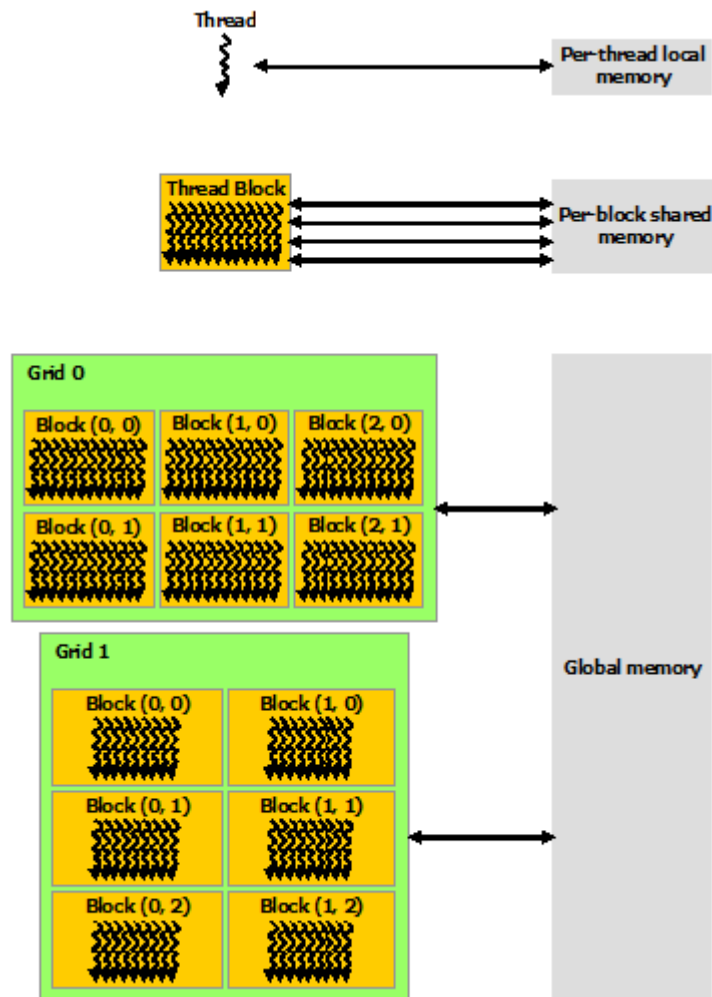 Thread
Per-thread local
memory
Thread Block
Per-block shared
memory
Grid 0
Block (0, 0)
Block (1, 0)
Block (2, 0)
Block (0, 1)
Block (1, 1)
Block (2, 1)
Grid 1
Block (0, 0)
Block (1, 0)
Global memory
Block (0, 1)
Block (1, 1)
Block (0, 2)
Block (1, 2)